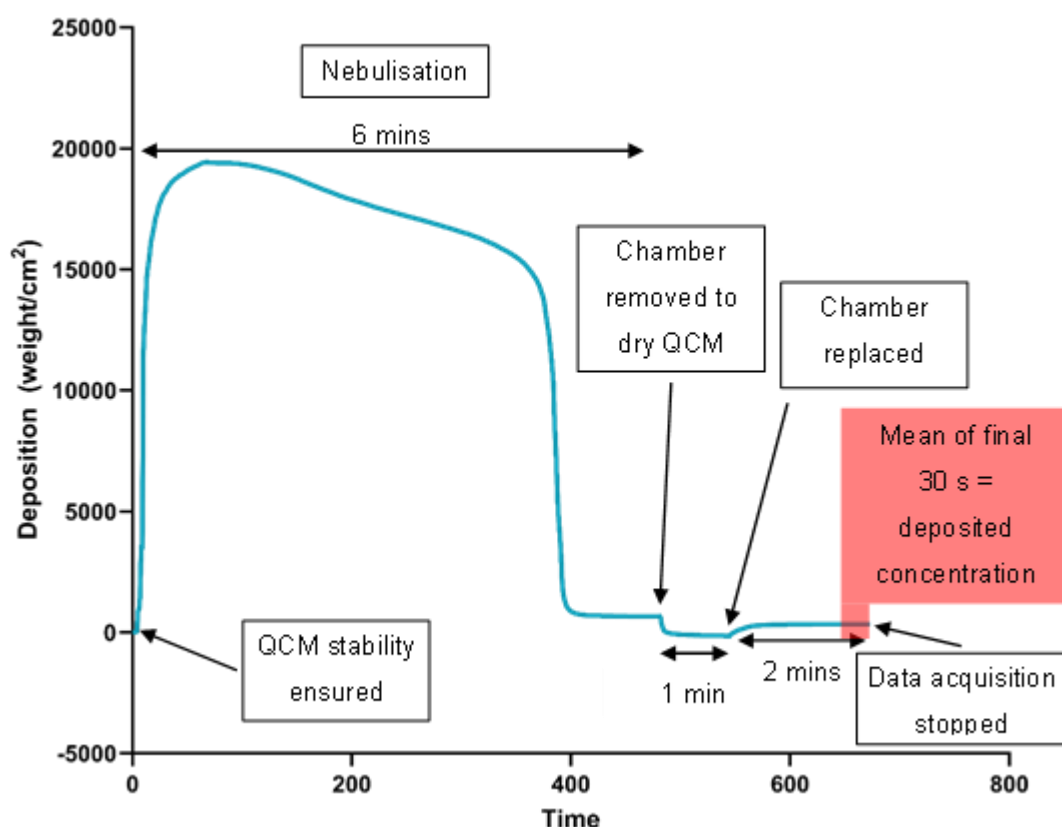 25000
20000
15000
10000
5000
0
-5000
Deposition (weight/cm²)
0
200
400
600
800
Time
Nebulisation
6 mins
QCM stability
ensured
Chamber
removed to
dry QCM
Chamber
replaced
1 min
2 mins
Mean of final
30 s =
deposited
concentration
Data acquisition
stopped